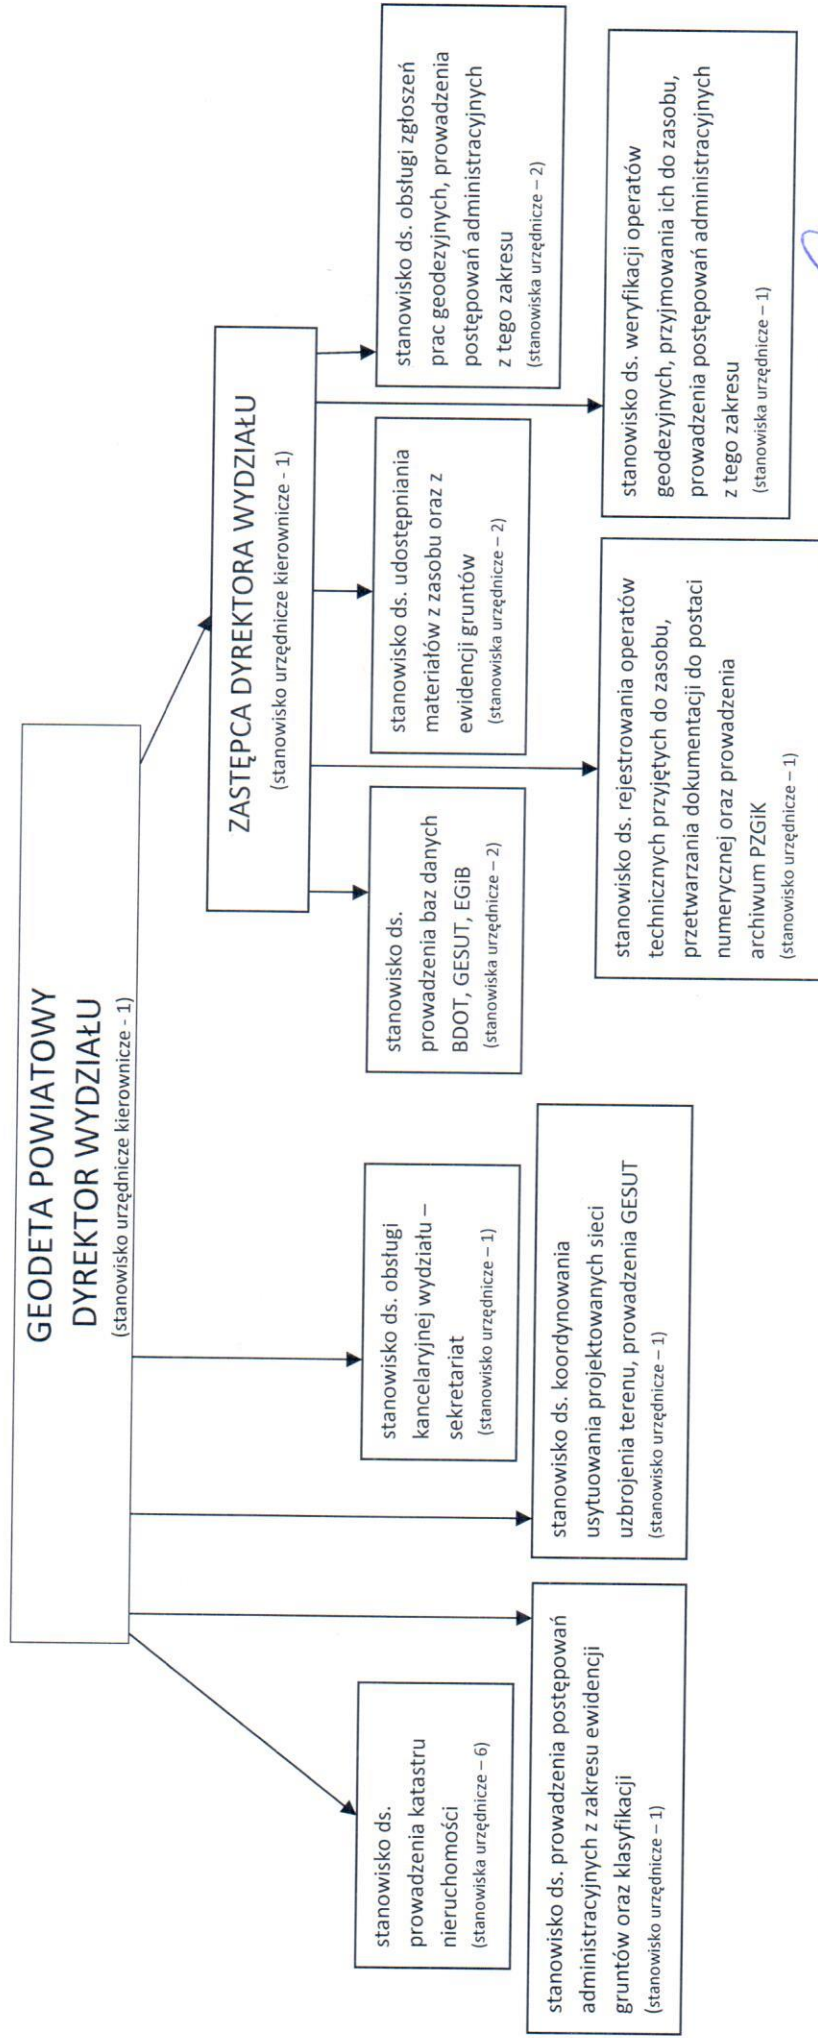 GEODETA POWIATOWY
DYREKTOR WYDZIAŁU
(stanowisko urzędnicze kierownicze - 1)
ZASTĘPCA DYREKTORA WYDZIAŁU
(stanowisko urzędnicze kierownicze - 1)
stanowisko ds.
prowadzenia katastru
nieruchomości
(stanowiska urzędnicze – 6)
stanowisko ds. obsługi
kancelaryjnej wydziału –
sekretariat
(stanowisko urzędnicze – 1)
stanowisko ds.
prowadzenia baz danych
BDOT, GESUT, EGiB
(stanowiska urzędnicze – 2)
stanowisko ds. udostępniania
materiałów z zasobu oraz z
ewidencji gruntów
(stanowiska urzędnicze – 2)
stanowisko ds. obsługi zgłoszeń
prac geodezyjnych, prowadzenia
postępowań administracyjnych
z tego zakresu
(stanowiska urzędnicze – 2)
stanowisko ds. prowadzenia postępowań
administracyjnych z zakresu ewidencji
gruntów oraz klasyfikacji
(stanowisko urzędnicze – 1)
stanowisko ds. koordynowania
usytuowania projektowanych sieci
uzbrojenia terenu, prowadzenia GESUT
(stanowisko urzędnicze – 1)
stanowisko ds. rejestrowania operatów
technicznych przyjętych do zasobu,
przetwarzania dokumentacji do postaci
numerycznej oraz prowadzenia
archiwum PZGiK
(stanowisko urzędnicze – 1)
stanowisko ds. weryfikacji operatów
geodezyjnych, przyjmowania ich do zasobu,
prowadzenia postępowań administracyjnych
z tego zakresu
(stanowiska urzędnicze – 1)